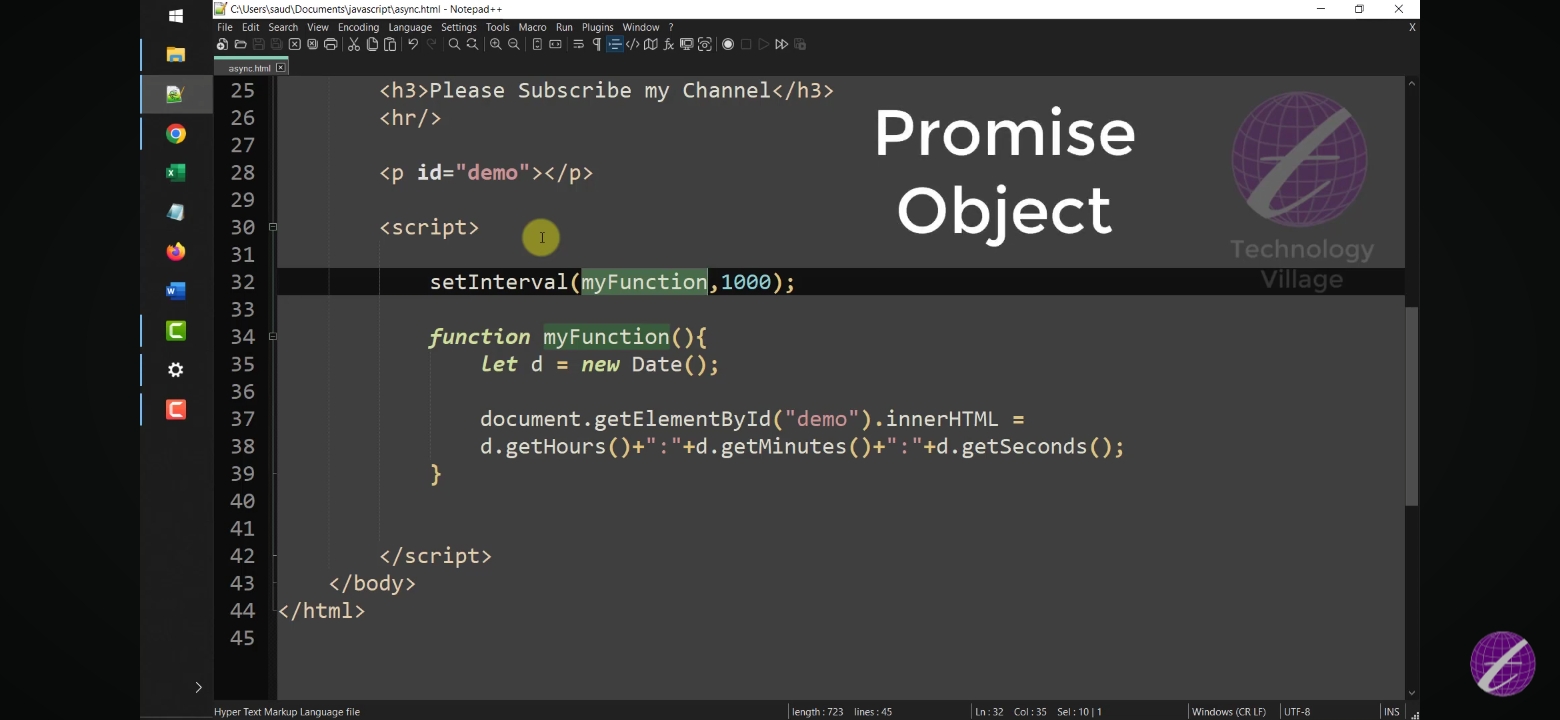 C:\Users\saud\Documents\javascript\async.html - Notepad++
File Edit Search View Encoding Language Settings Tools Macro Run Plugins Window ? X
async.html
25 <h3>Please Subscribe my Channel</h3>
26 <hr/>
27
28 <p id="demo"></p>
29
30 <script>
31
32 setInterval(myFunction,1000);
33
34 function myFunction(){
35 let d = new Date();
36
37 document.getElementById("demo").innerHTML =
38 d.getHours()+":"+d.getMinutes()+":"+d.getSeconds();
39 }
40
41
42 </script>
43 </body>
44 </html>
45
Promise
Object
Technology
Village
Hyper Text Markup Language file length : 723 lines : 45 Ln : 32 Col : 35 Sel : 10 | 1 Windows (CR LF) UTF-8 INS